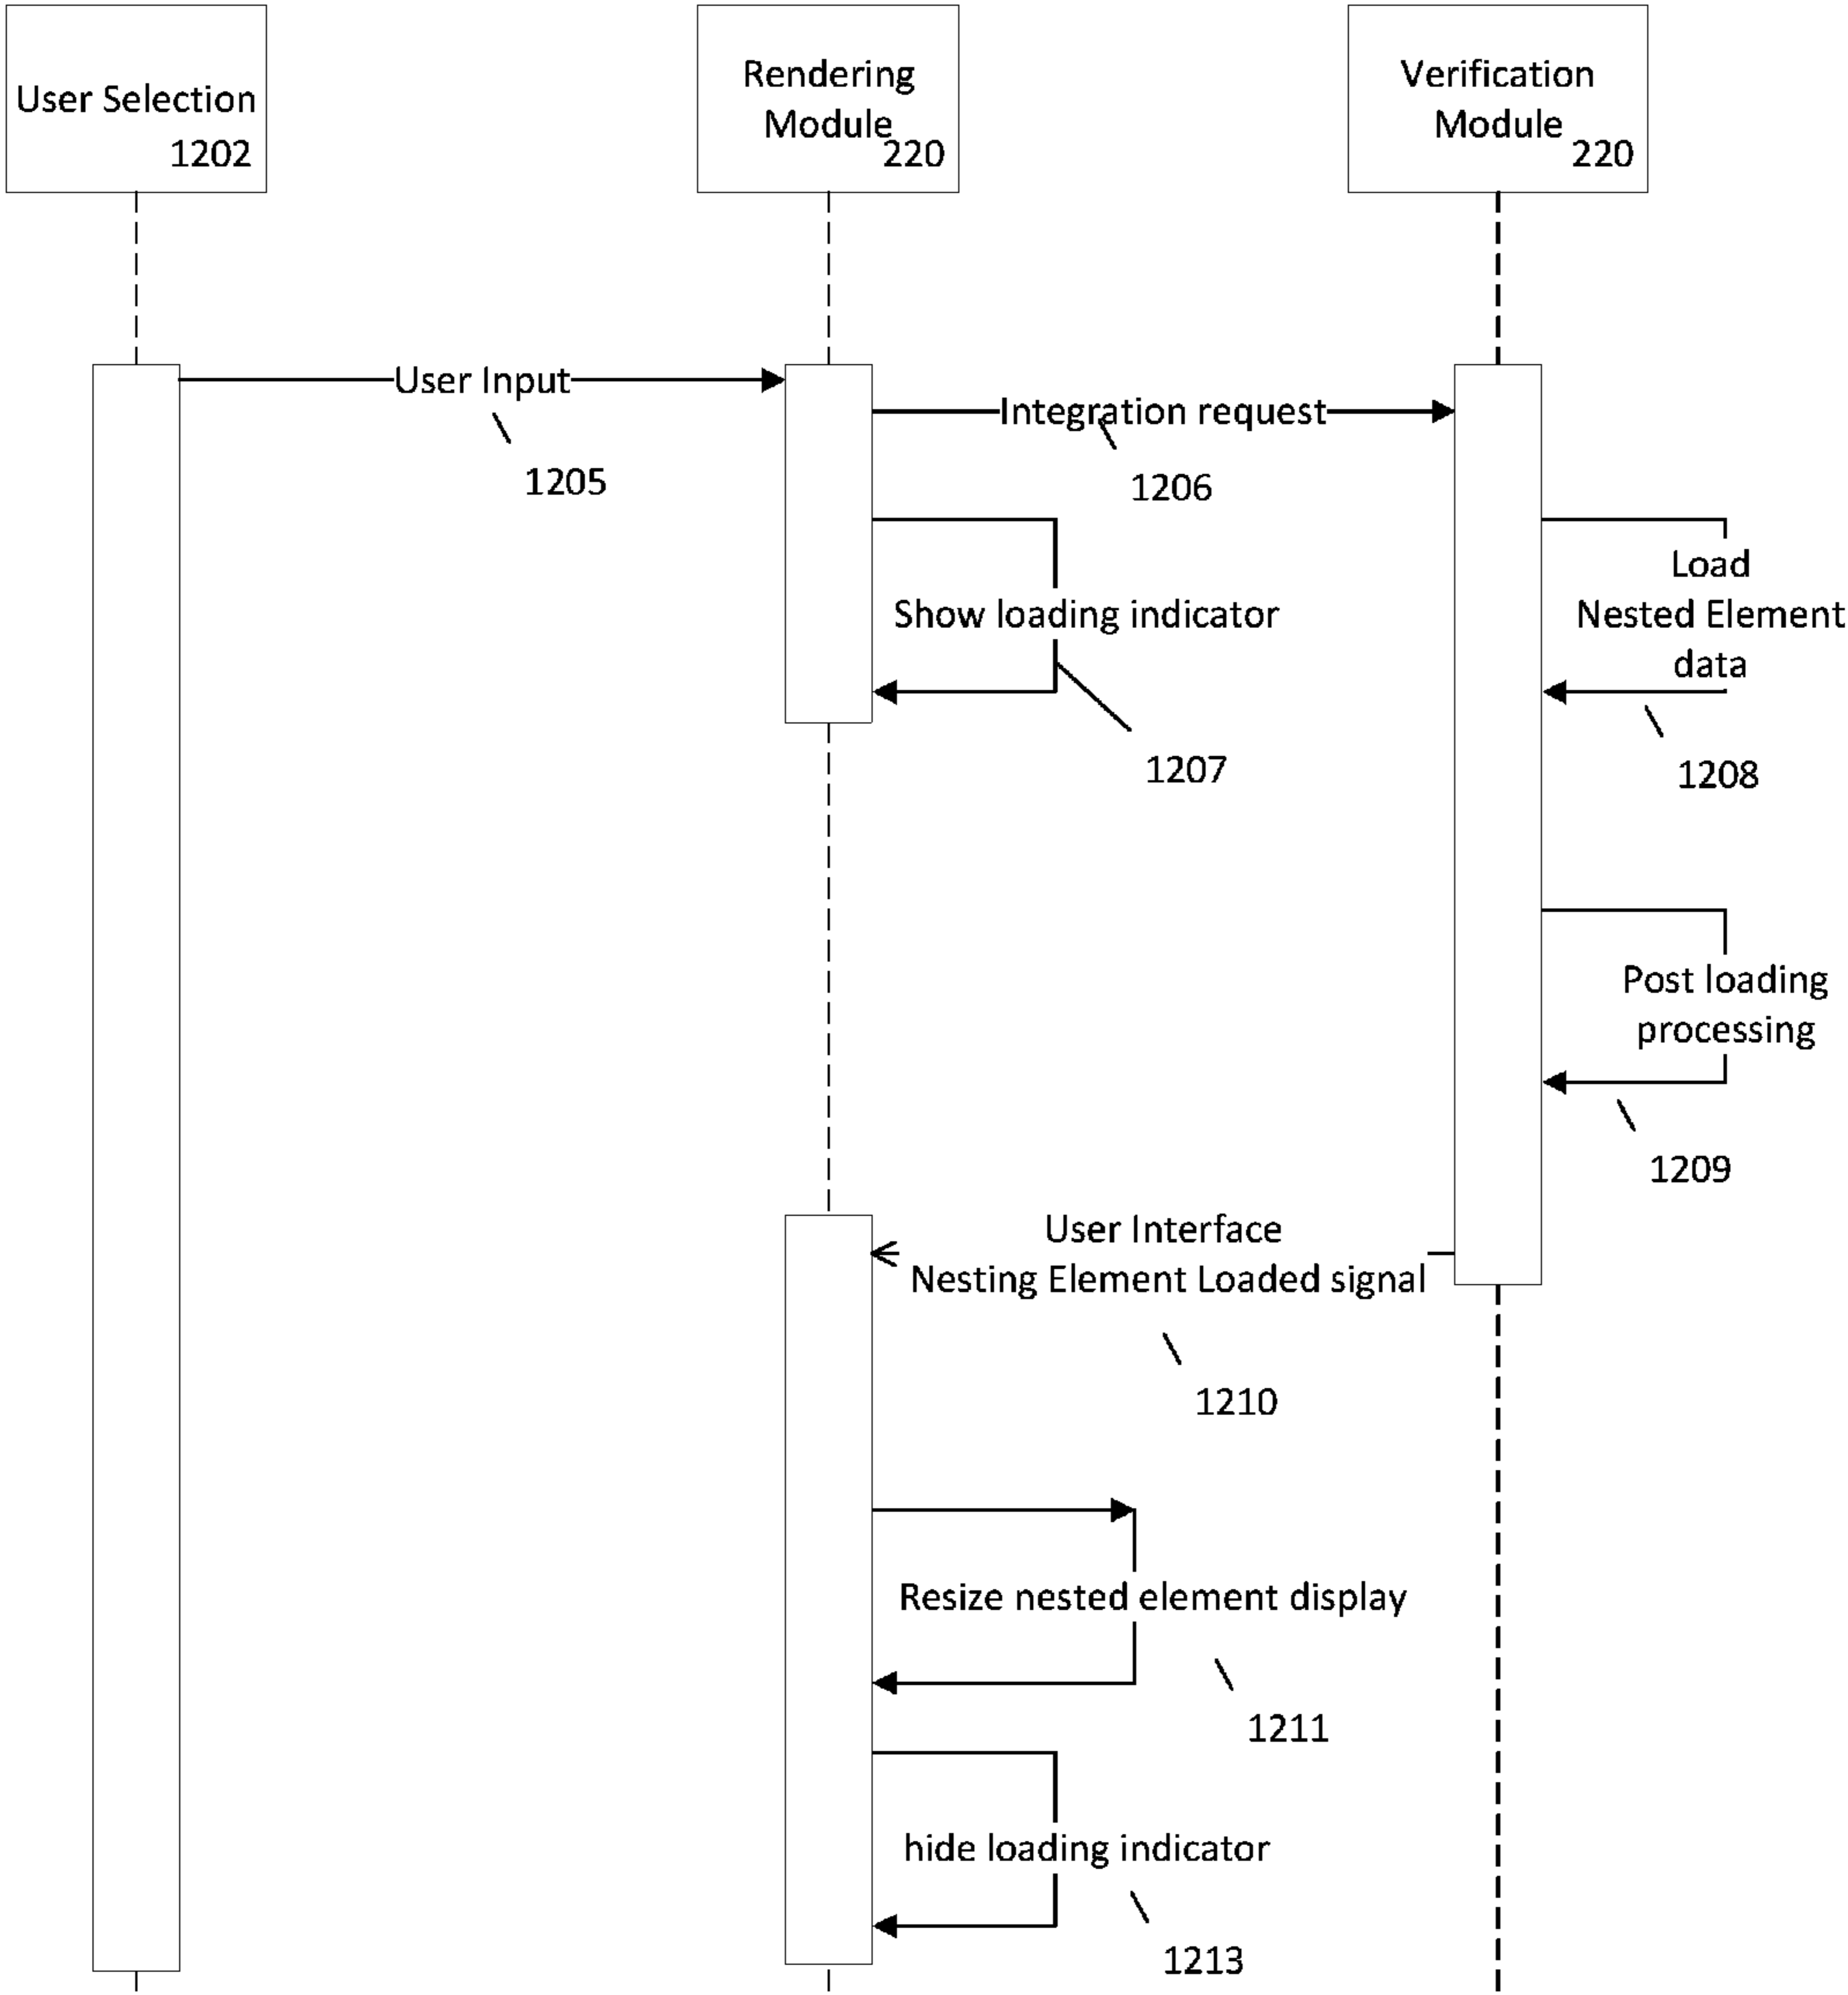 User Selection
1202
Rendering
Module
220
Verification
Module
220
User Input
1205
Integration request
1206
Show loading indicator
1207
Load
Nested Element
data
1208
Post loading
processing
1209
User Interface
Nesting Element Loaded signal
1210
Resize nested element display
1211
hide loading indicator
1213